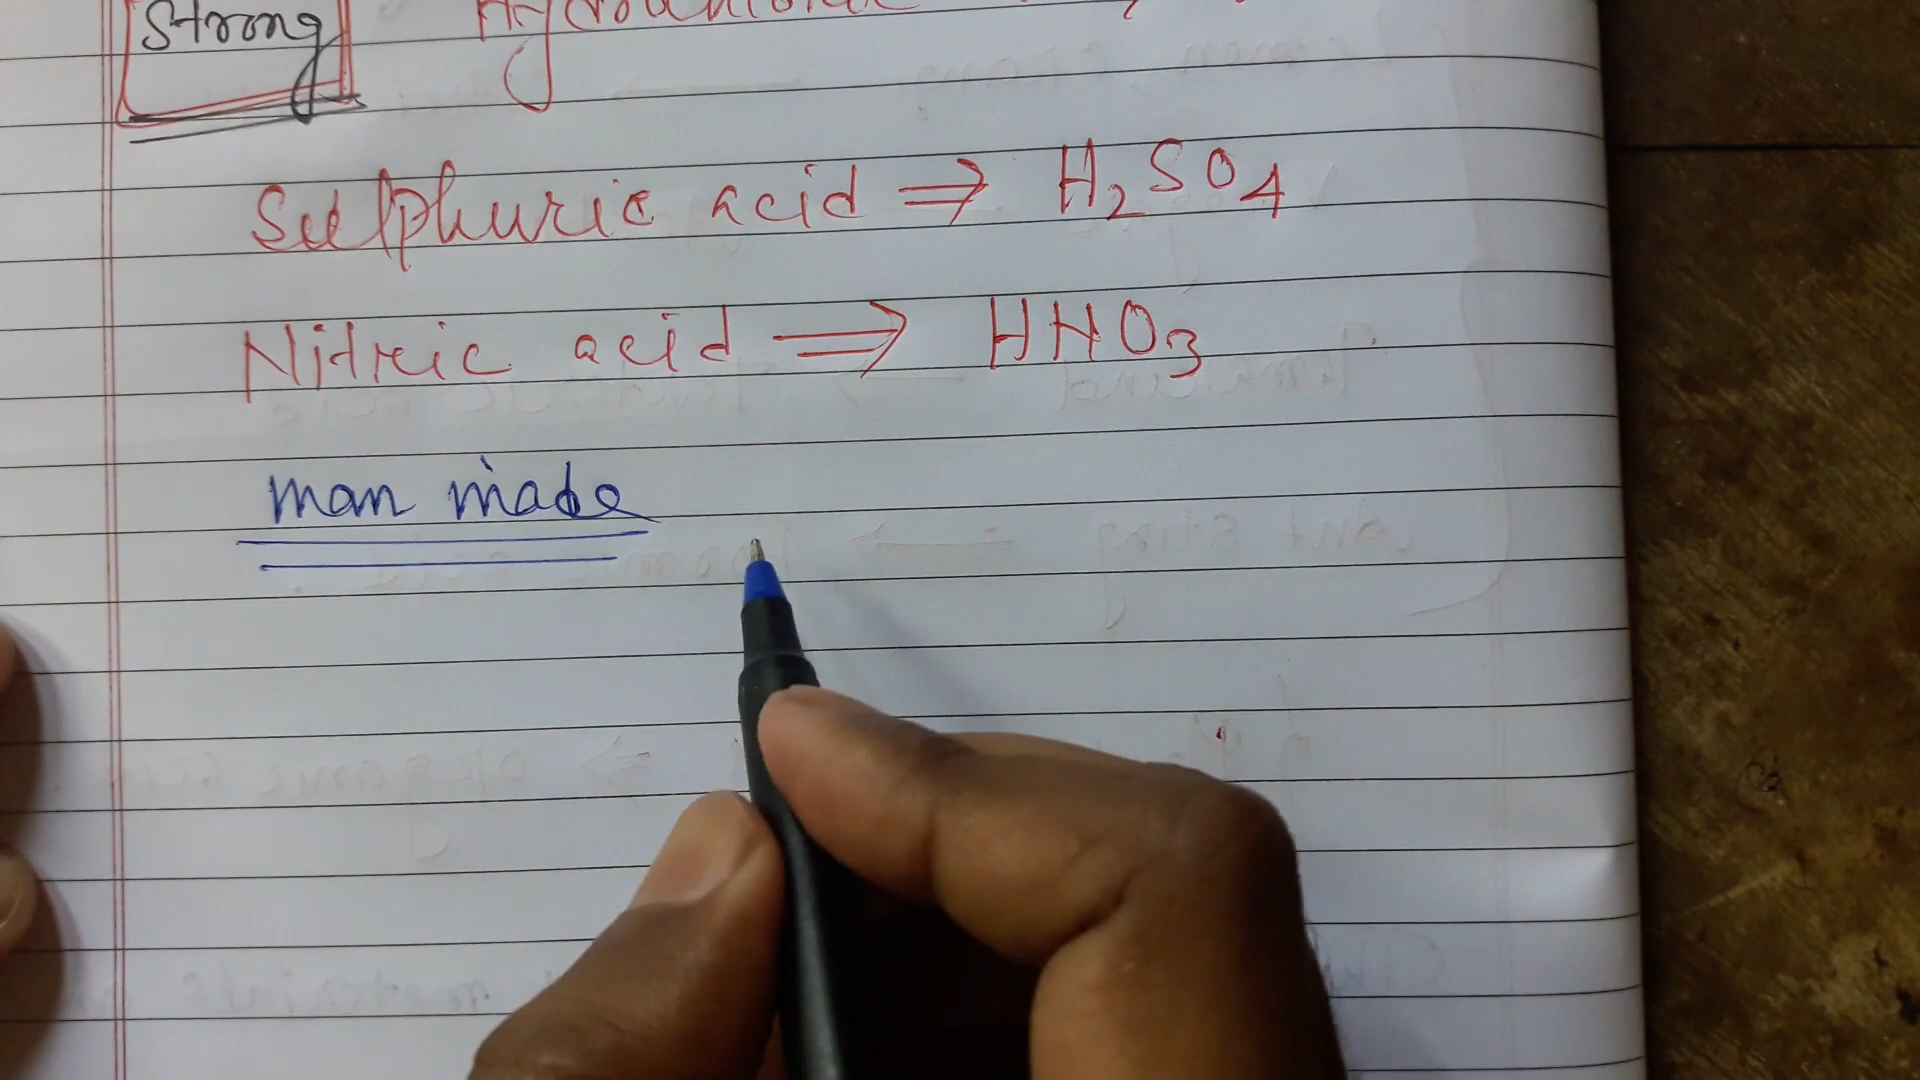 Strong
Sulphuric acid ⇒ H₂SO₄
Nitric acid ⇒ HNO₃
man made